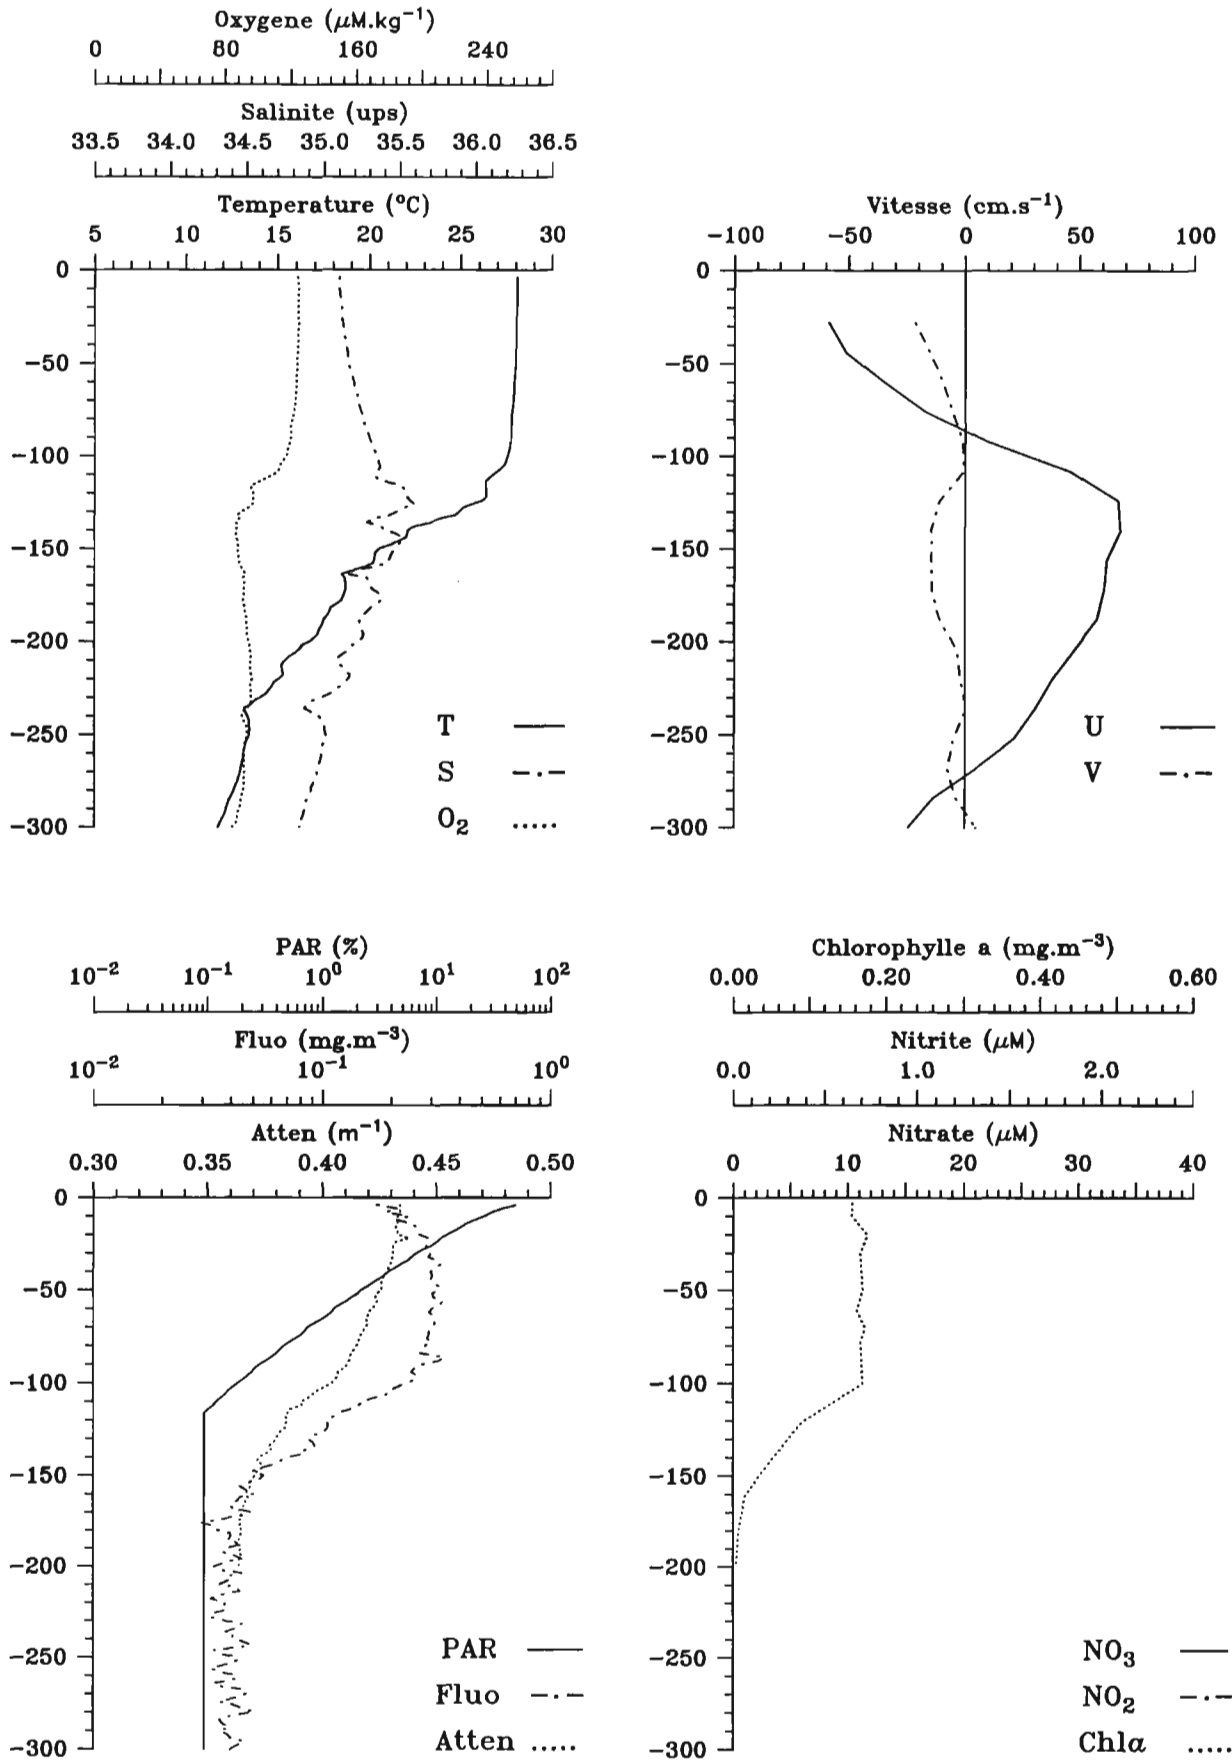 Oxygene (μM.kg⁻¹)
0 80 160 240
Salinite (ups)
33.5 34.0 34.5 35.0 35.5 36.0 36.5
Temperature (°C)
5 10 15 20 25 30
0
−50
−100
−150
−200
−250
−300
T
S
O₂
Vitesse (cm.s⁻¹)
−100 −50 0 50 100
0
−50
−100
−150
−200
−250
−300
U
V
PAR (%)
10⁻² 10⁻¹ 10⁰ 10¹ 10²
Fluo (mg.m⁻³)
10⁻² 10⁻¹ 10⁰
Atten (m⁻¹)
0.30 0.35 0.40 0.45 0.50
0
−50
−100
−150
−200
−250
−300
PAR
Fluo
Atten
Chlorophylle a (mg.m⁻³)
0.00 0.20 0.40 0.60
Nitrite (μM)
0.0 1.0 2.0
Nitrate (μM)
0 10 20 30 40
0
−50
−100
−150
−200
−250
−300
NO₃
NO₂
Chla